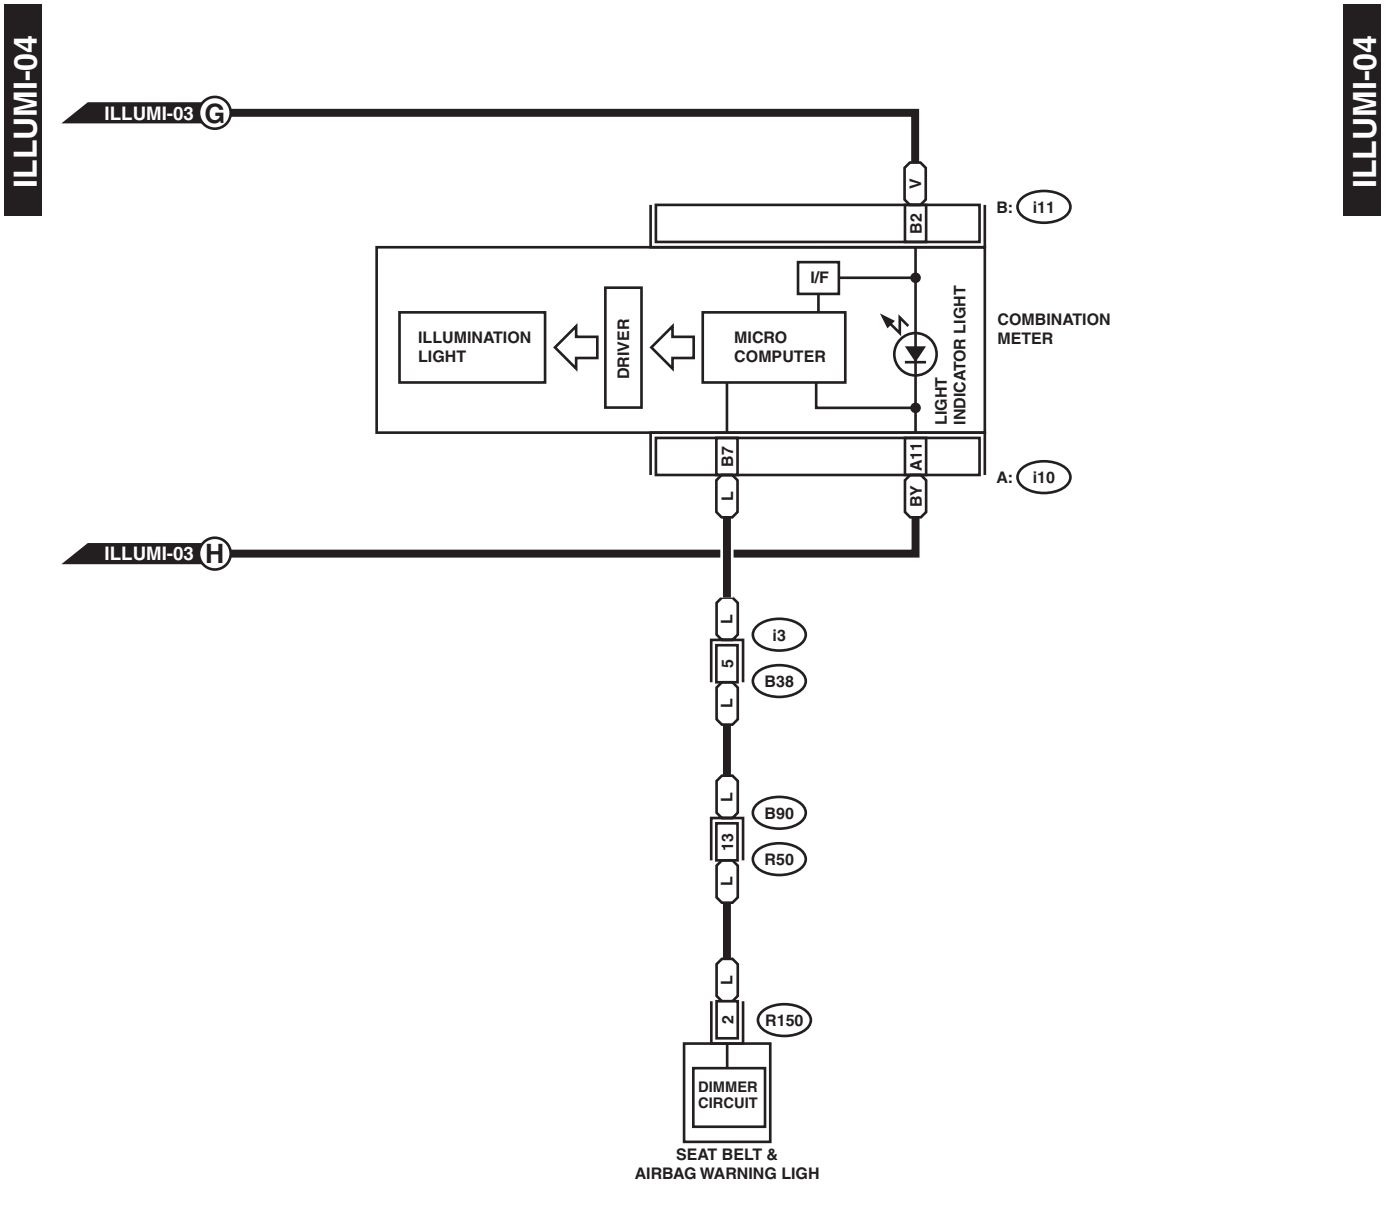 ILLUMI-04
ILLUMI-04
ILLUMI-03 G
V
B2
B: i11
I/F
ILLUMINATION
LIGHT
DRIVER
MICRO
COMPUTER
LIGHT
INDICATOR LIGHT
COMBINATION
METER
B7
A11
A: i10
L
BY
ILLUMI-03 H
L
i3
5
B38
L
L
B90
13
R50
L
L
2
R150
DIMMER
CIRCUIT
SEAT BELT &
AIRBAG WARNING LIGH